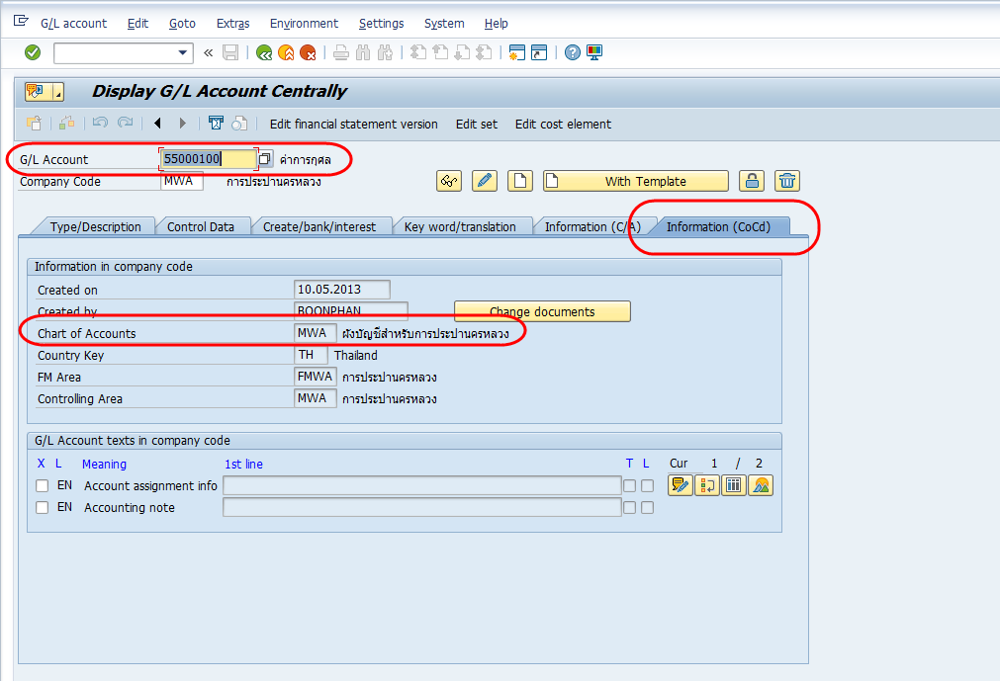 G/L account Edit Goto Extras Environment Settings System Help
Display G/L Account Centrally
Edit financial statement version Edit set Edit cost element
G/L Account 55000100 ค่าการกุศล
Company Code MWA การประปานครหลวง With Template
Type/Description Control Data Create/bank/interest Key word/translation Information (C/A) Information (CoCd)
Information in company code
Created on 10.05.2013
Created by BOONPHAN Change documents
Chart of Accounts MWA ผังบัญชีสำหรับการประปานครหลวง
Country Key TH Thailand
FM Area FMWA การประปานครหลวง
Controlling Area MWA การประปานครหลวง
G/L Account texts in company code
X L Meaning 1st line T L Cur 1 / 2
EN Account assignment info
EN Accounting note